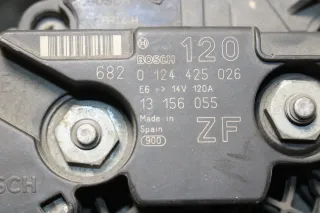 BOSCH 120
682 0 124 425 026
E6 14V 120A
13 156 055
Made in
Spain ZF
900
BOSCH